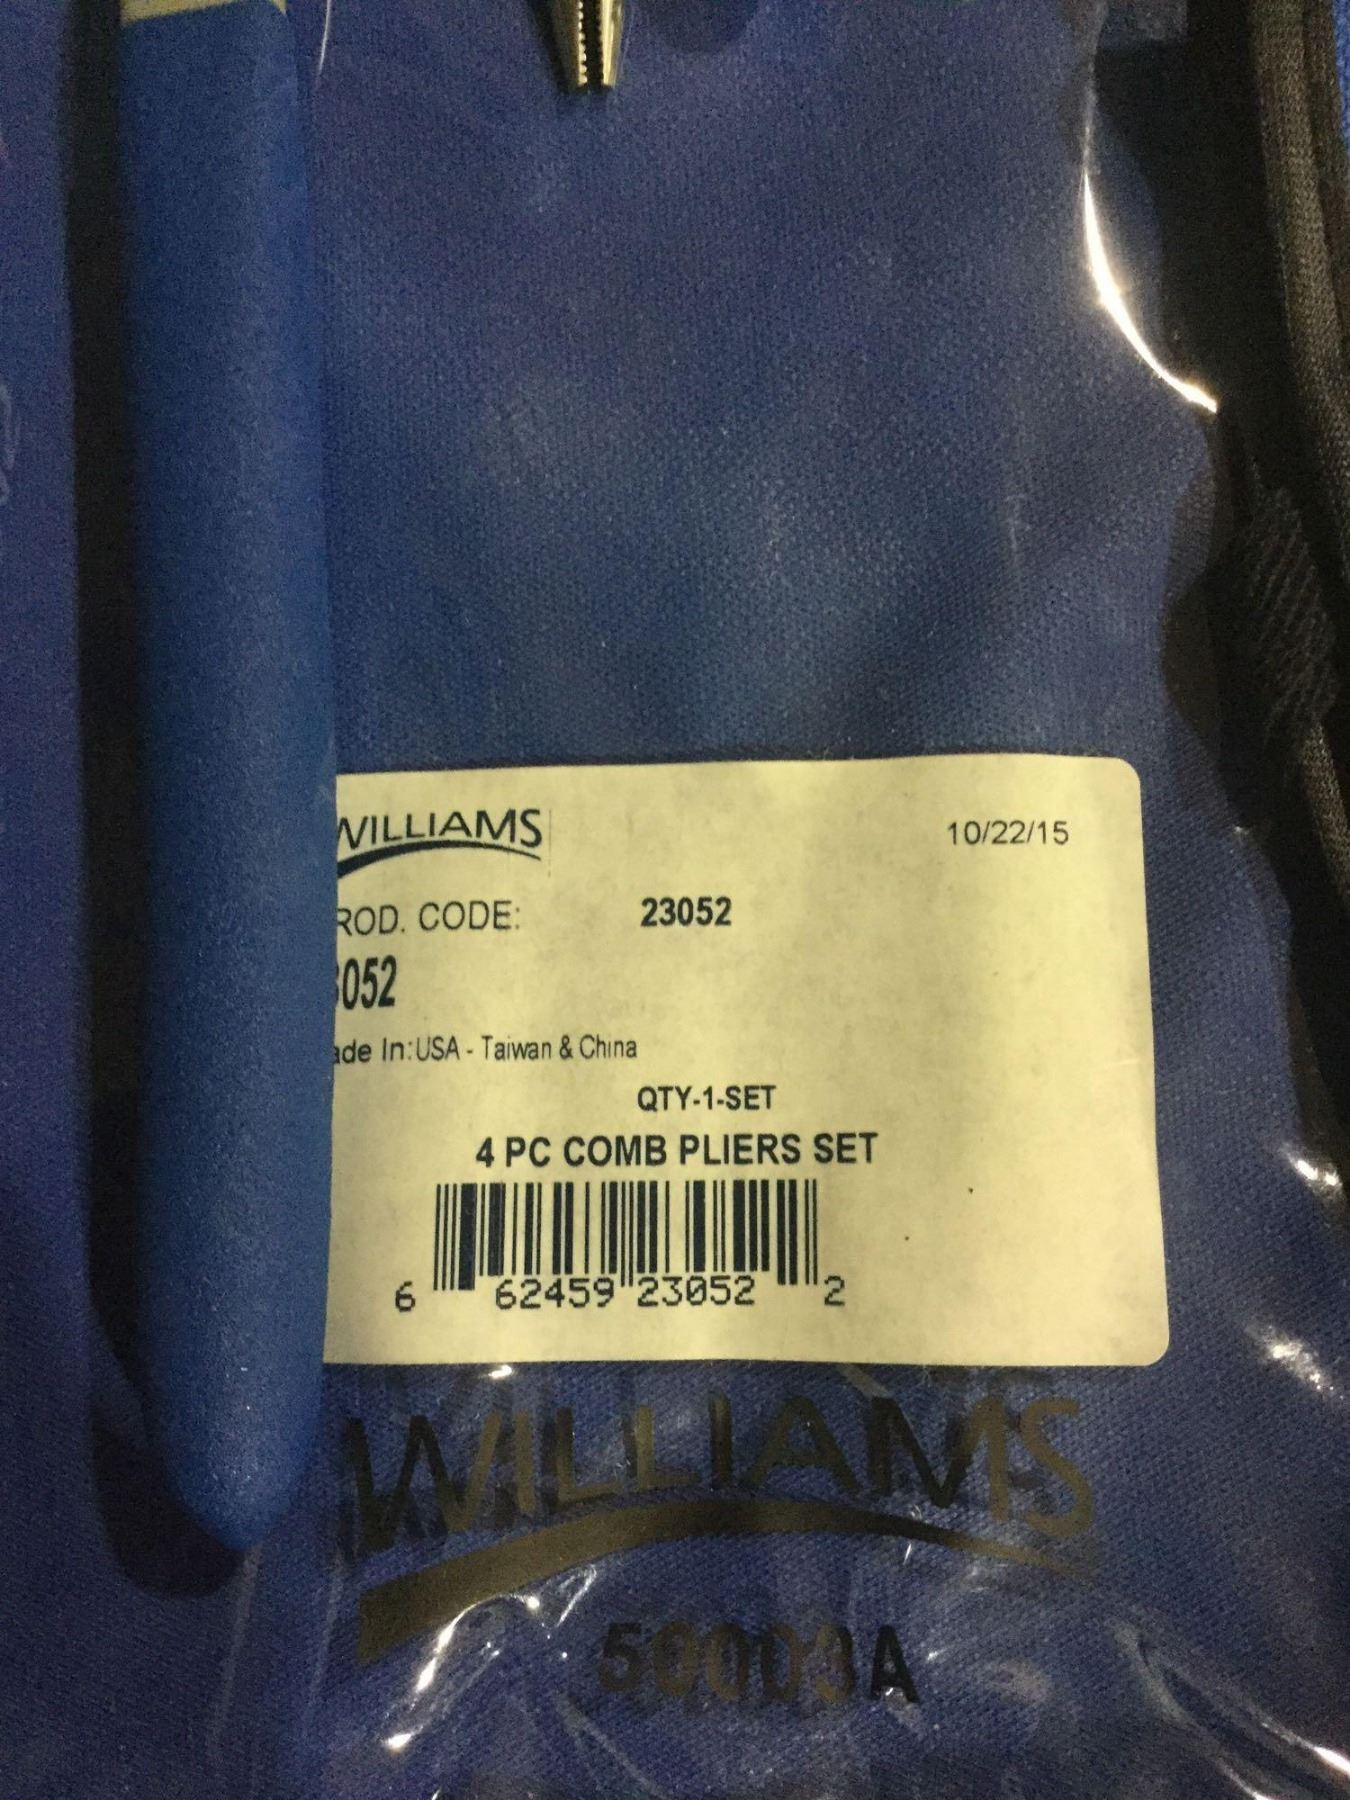 WILLIAMS
10/22/15
ROD. CODE: 23052
3052
ade In: USA - Taiwan & China
QTY-1-SET
4 PC COMB PLIERS SET
6 62459 23052 2
WILLIAMS
50003A